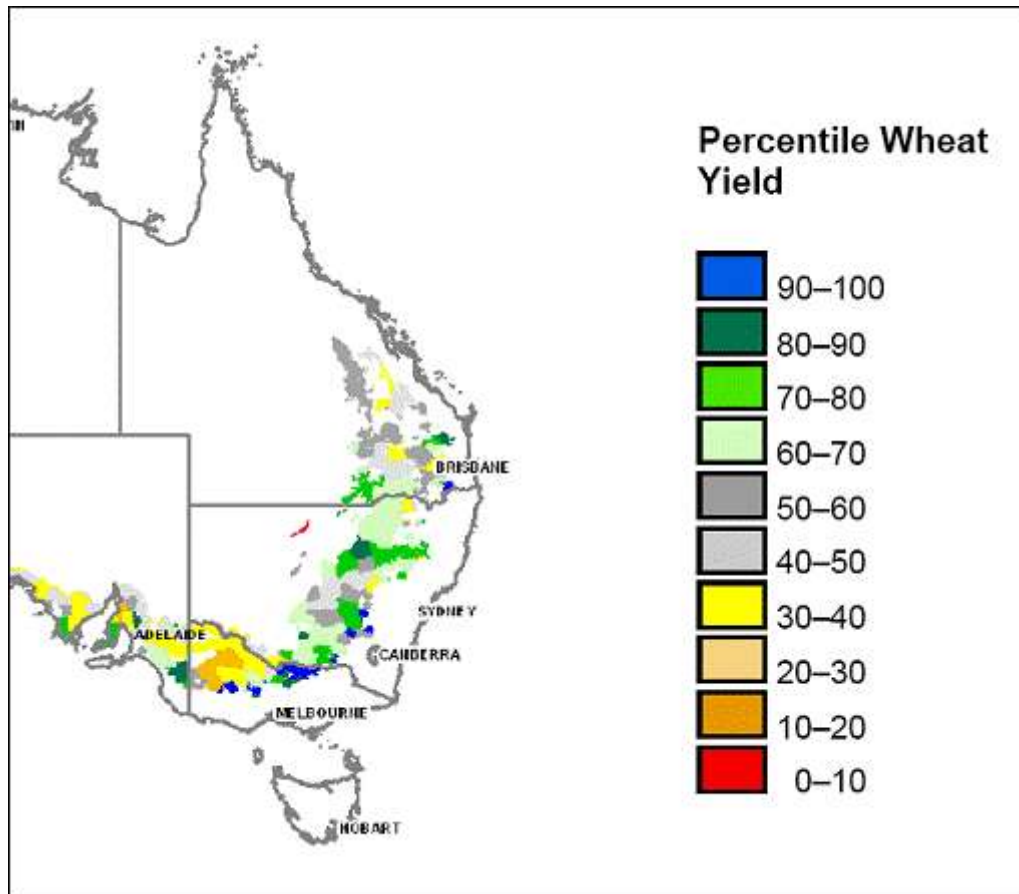 Percentile Wheat
Yield
90–100
80–90
70–80
60–70
50–60
40–50
30–40
20–30
10–20
0–10
BRISBANE
SYDNEY
ADELAIDE
CANBERRA
MELBOURNE
HOBART